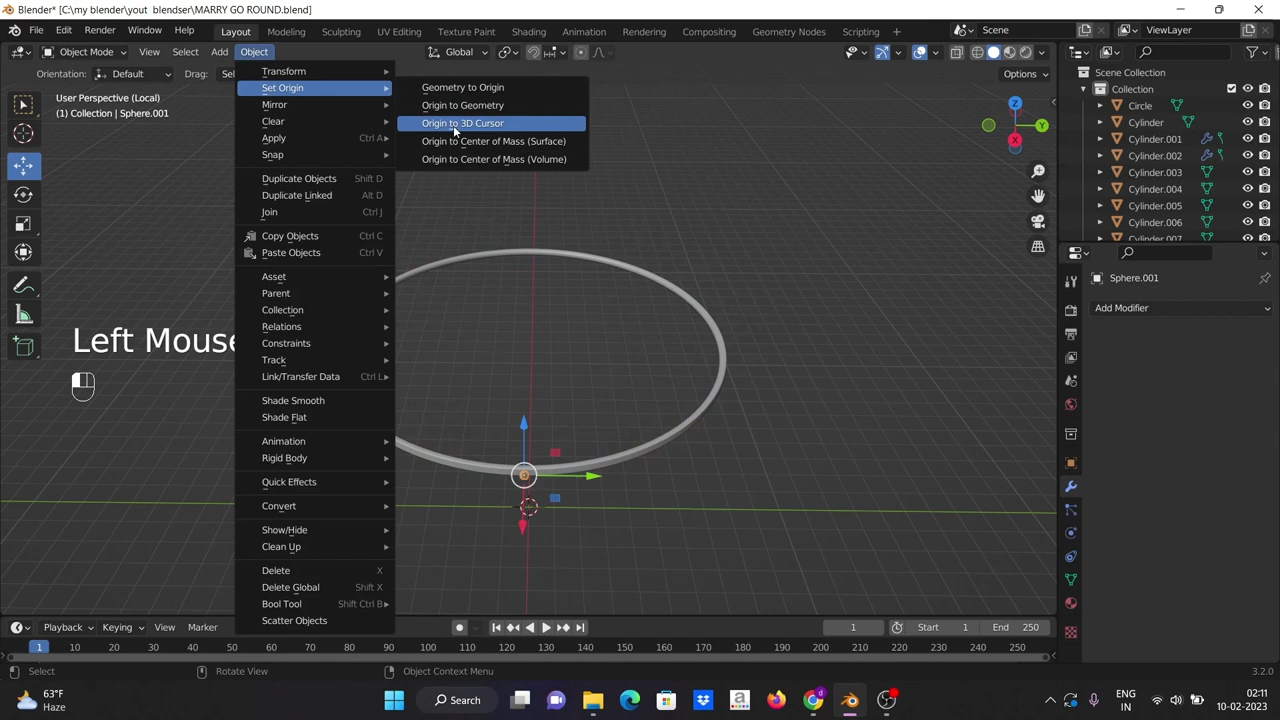 Blender* [C:\my blender\yout  blendser\MARRY GO ROUND.blend]
File Edit Render Window Help Layout Modeling Sculpting UV Editing Texture Paint Shading Animation Rendering Compositing Geometry Nodes Scripting + Scene ViewLayer
Object Mode View Select Add Object Global
Orientation: Default Drag: Sel Options
User Perspective (Local)
(1) Collection | Sphere.001
Transform
Set Origin
Mirror
Clear
Apply Ctrl A
Snap
Duplicate Objects Shift D
Duplicate Linked Alt D
Join Ctrl J
Copy Objects Ctrl C
Paste Objects Ctrl V
Asset
Parent
Collection
Relations
Constraints
Track
Link/Transfer Data Ctrl L
Shade Smooth
Shade Flat
Animation
Rigid Body
Quick Effects
Convert
Show/Hide
Clean Up
Delete X
Delete Global Shift X
Bool Tool Shift Ctrl B
Scatter Objects
Geometry to Origin
Origin to Geometry
Origin to 3D Cursor
Origin to Center of Mass (Surface)
Origin to Center of Mass (Volume)
Left Mouse
Z
Y
X
Scene Collection
Collection
Circle
Cylinder
Cylinder.001
Cylinder.002
Cylinder.003
Cylinder.004
Cylinder.005
Cylinder.006
Cylinder.007
Sphere.001
Add Modifier
Playback Keying View Marker 1 Start 1 End 250
1 10 20 30 40 50 60 70 80 90 100 110 120 130 140 150 160 170 180 190 200 210 220 230 240 250
Select Rotate View Object Context Menu 3.2.0
63°F
Haze
Search
ENG
IN
02:11
10-02-2023